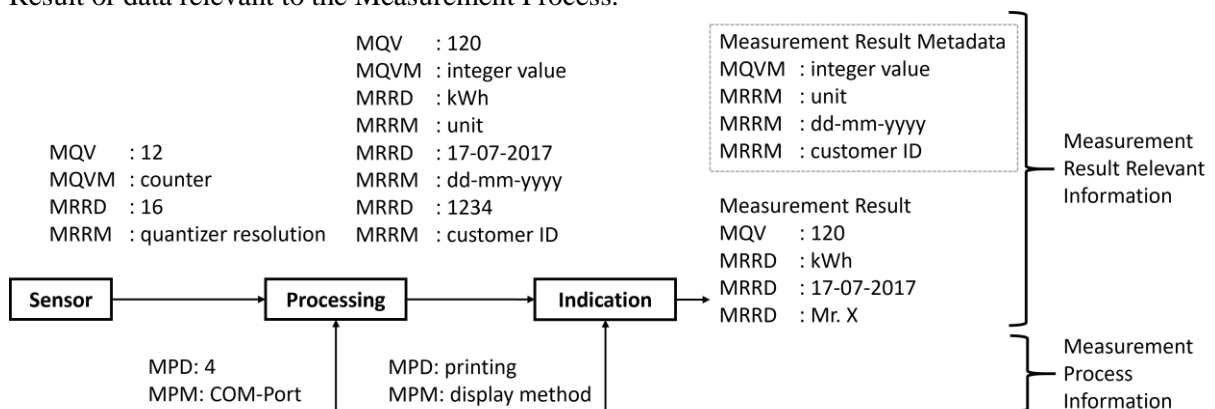 Result or data relevant to the Measurement Process.
MQV : 120
MQVM : integer value
MRRD : kWh
MRRM : unit
MRRD : 17-07-2017
MRRM : dd-mm-yyyy
MRRD : 1234
MRRM : customer ID
MQV : 12
MQVM : counter
MRRD : 16
MRRM : quantizer resolution
Measurement Result Metadata
MQVM : integer value
MRRM : unit
MRRM : dd-mm-yyyy
MRRM : customer ID
Measurement Result
MQV : 120
MRRD : kWh
MRRD : 17-07-2017
MRRD : Mr. X
Measurement
Result Relevant
Information
Sensor
Processing
Indication
MPD: 4
MPM: COM-Port
MPD: printing
MPM: display method
Measurement
Process
Information